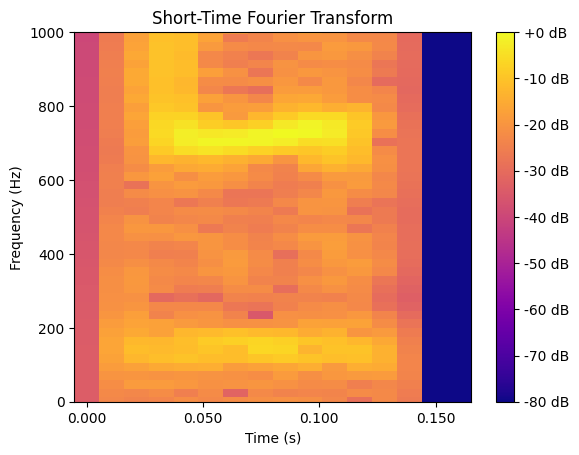 Short-Time Fourier Transform
1000
800
600
400
200
0
Frequency (Hz)
0.000
0.050
0.100
0.150
Time (s)
+0 dB
-10 dB
-20 dB
-30 dB
-40 dB
-50 dB
-60 dB
-70 dB
-80 dB